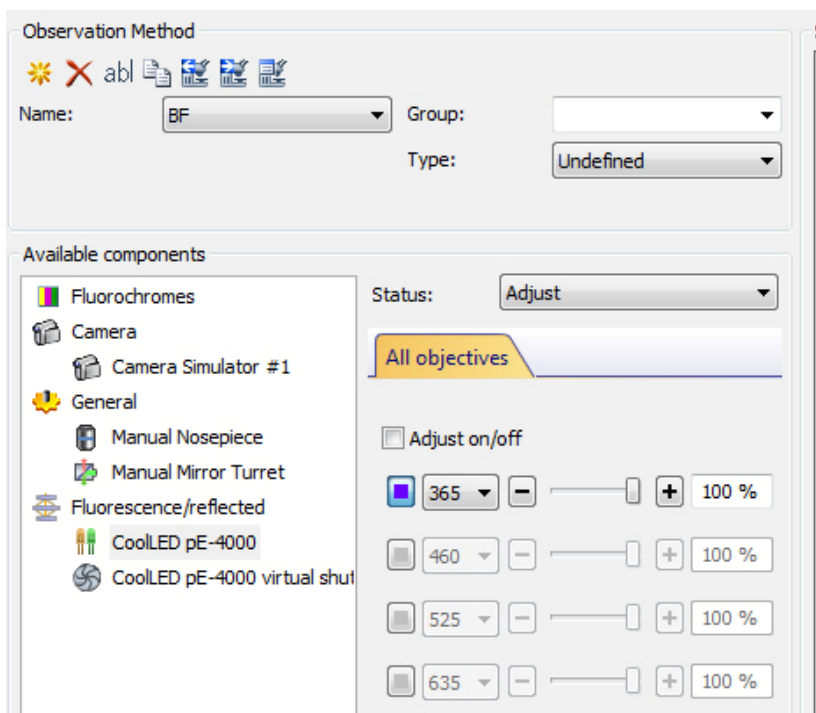 Observation Method
abl
Name: BF Group:
Type: Undefined
Available components
Fluorochromes
Camera
Camera Simulator #1
General
Manual Nosepiece
Manual Mirror Turret
Fluorescence/reflected
CoolLED pE-4000
CoolLED pE-4000 virtual shut
Status: Adjust
All objectives
Adjust on/off
365 100 %
460 100 %
525 100 %
635 100 %